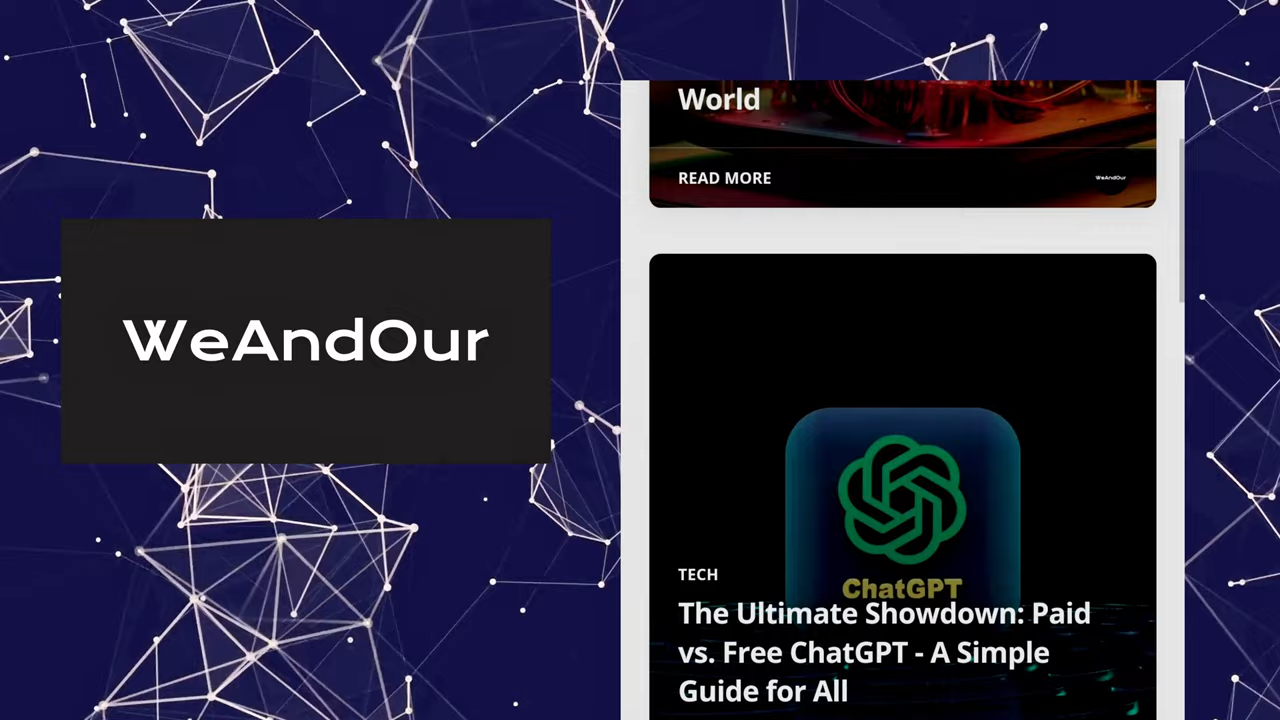 WeAndOur
World
READ MORE
WeAndOur
TECH
ChatGPT
The Ultimate Showdown: Paid
vs. Free ChatGPT - A Simple
Guide for All